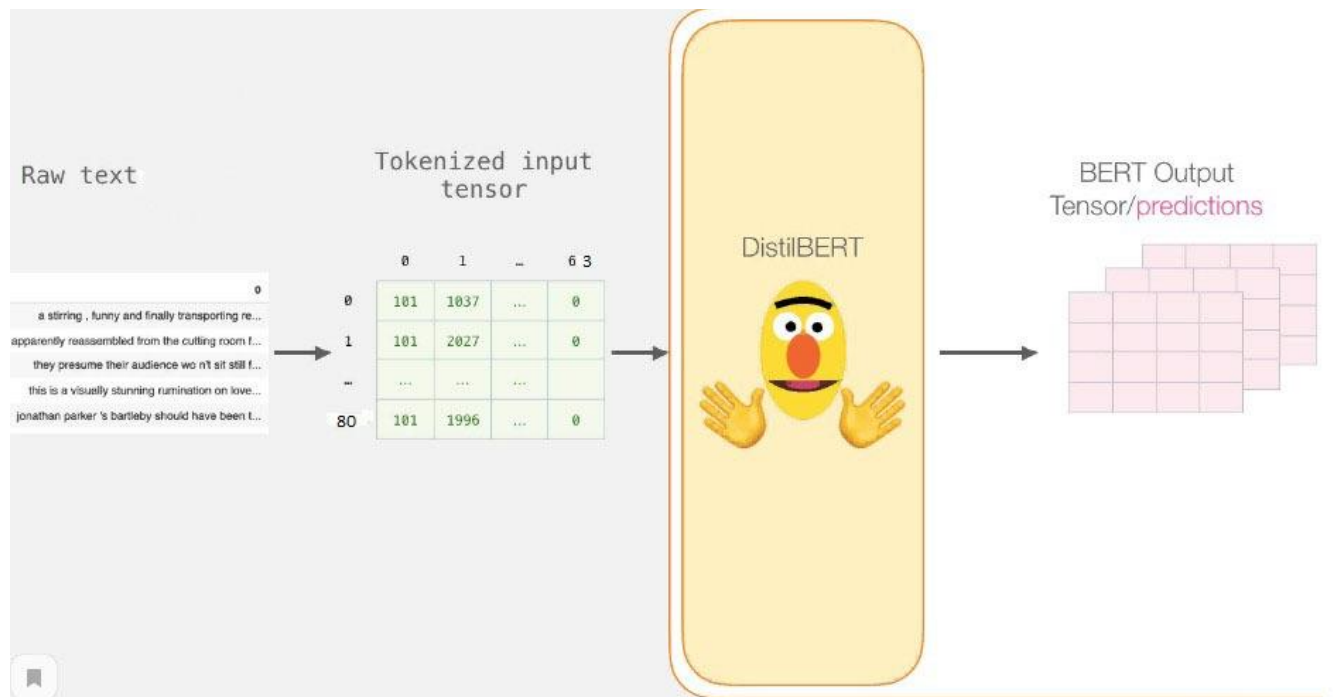 Raw text
0
a stirring , funny and finally transporting re...
apparently reassembled from the cutting room f...
they presume their audience wo n't sit still f...
this is a visually stunning rumination on love...
jonathan parker 's bartleby should have been t...
Tokenized input
tensor
0 1 … 6 3
0 101 1037 ... 0
1 101 2027 ... 0
… ... ... ...
80 101 1996 ... 0
DistilBERT
BERT Output
Tensor/predictions